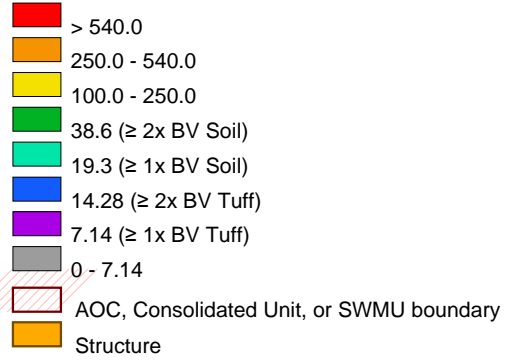 > 540.0
250.0 - 540.0
100.0 - 250.0
38.6 (≥ 2x BV Soil)
19.3 (≥ 1x BV Soil)
14.28 (≥ 2x BV Tuff)
7.14 (≥ 1x BV Tuff)
0 - 7.14
AOC, Consolidated Unit, or SWMU boundary
Structure